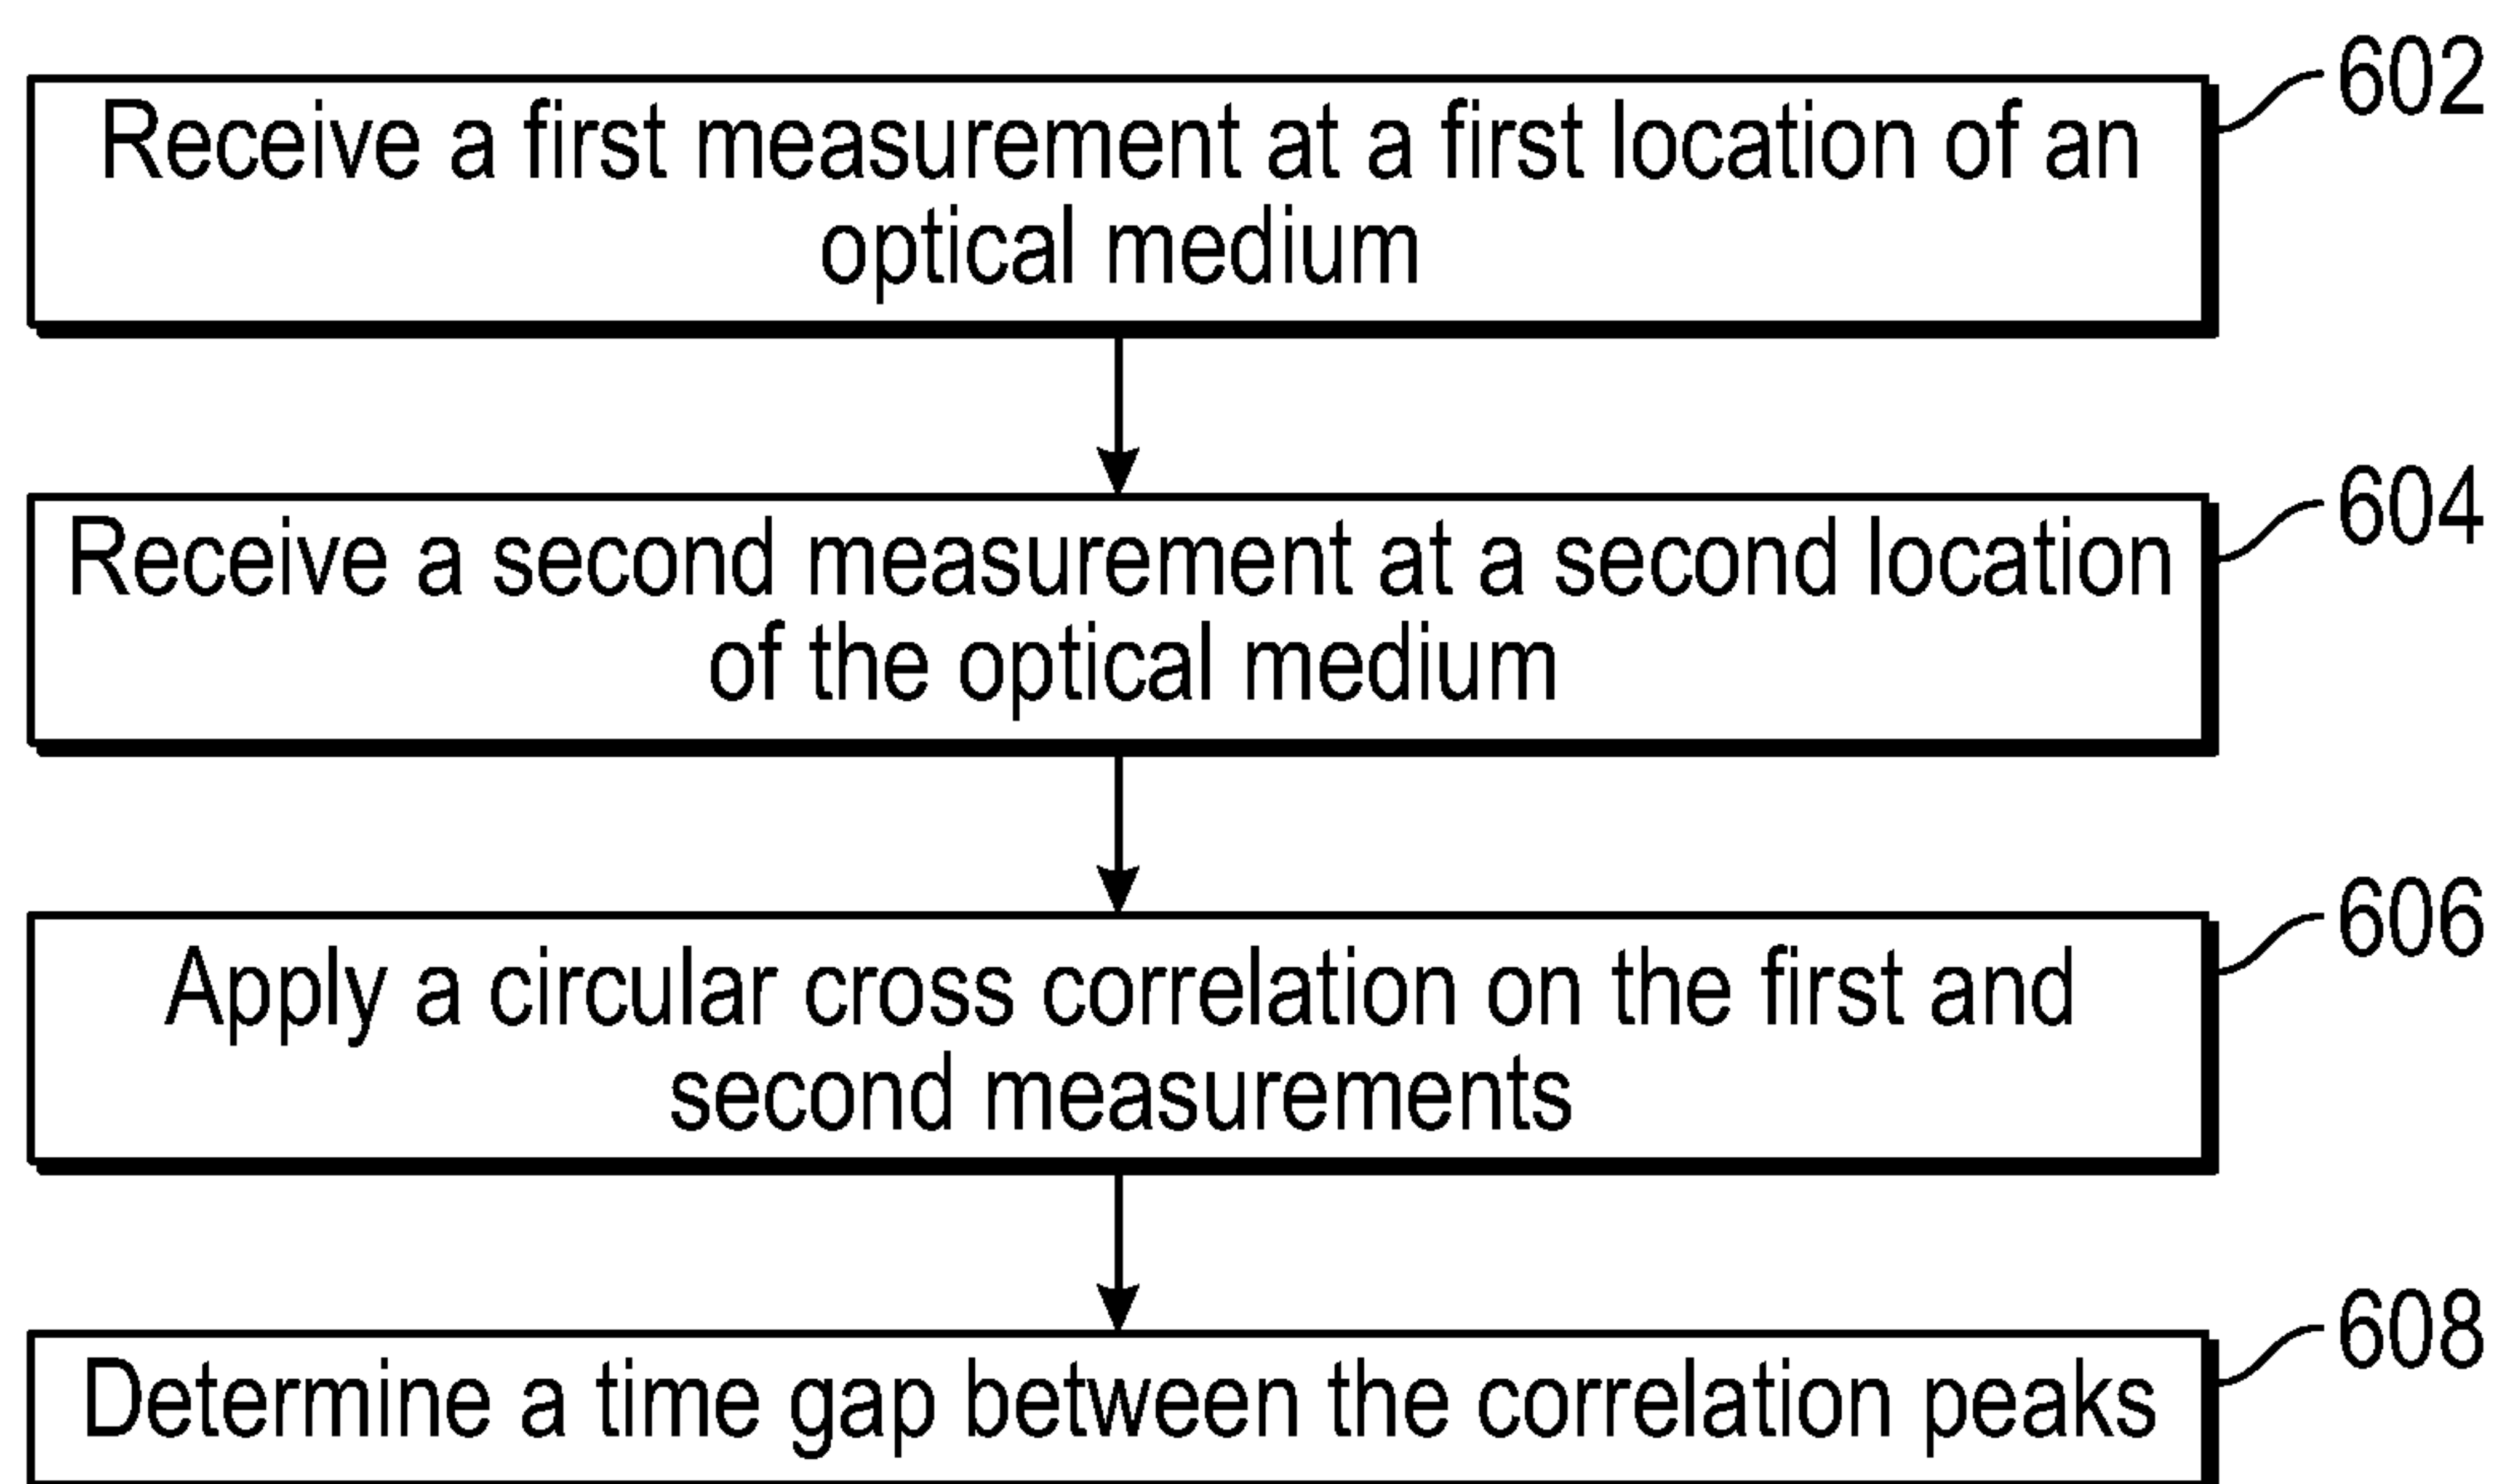 602
Receive a first measurement at a first location of an
optical medium
604
Receive a second measurement at a second location
of the optical medium
606
Apply a circular cross correlation on the first and
second measurements
608
Determine a time gap between the correlation peaks